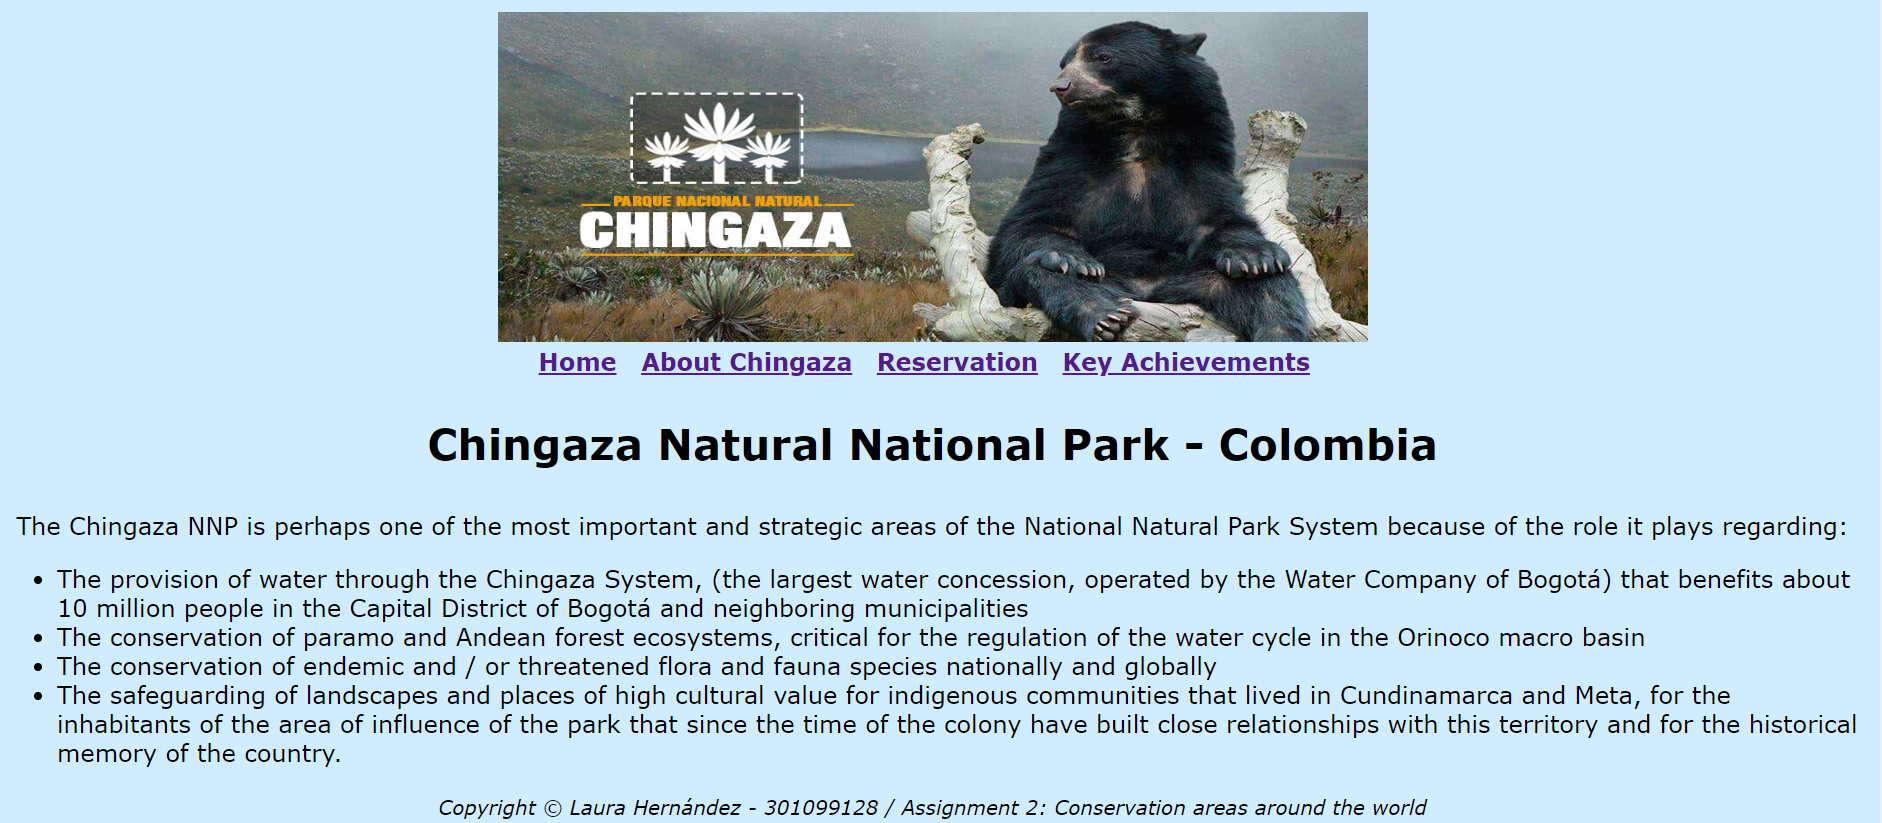 PARQUE NACIONAL NATURAL
CHINGAZA
Home About Chingaza Reservation Key Achievements
Chingaza Natural National Park - Colombia
The Chingaza NNP is perhaps one of the most important and strategic areas of the National Natural Park System because of the role it plays regarding:
• The provision of water through the Chingaza System, (the largest water concession, operated by the Water Company of Bogotá) that benefits about
10 million people in the Capital District of Bogotá and neighboring municipalities
• The conservation of paramo and Andean forest ecosystems, critical for the regulation of the water cycle in the Orinoco macro basin
• The conservation of endemic and / or threatened flora and fauna species nationally and globally
• The safeguarding of landscapes and places of high cultural value for indigenous communities that lived in Cundinamarca and Meta, for the
inhabitants of the area of influence of the park that since the time of the colony have built close relationships with this territory and for the historical
memory of the country.
Copyright © Laura Hernández - 301099128 / Assignment 2: Conservation areas around the world